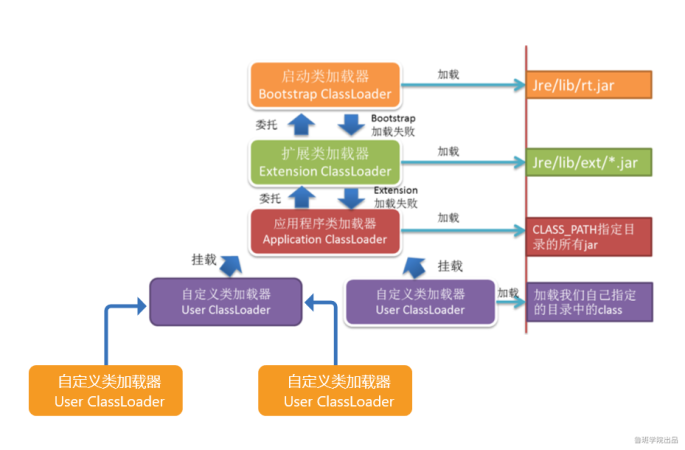 启动类加载器
Bootstrap ClassLoader
加载
Jre/lib/rt.jar
委托
Bootstrap
加载失败
扩展类加载器
Extension ClassLoader
加载
Jre/lib/ext/*.jar
委托
Extension
加载失败
应用程序类加载器
Application ClassLoader
加载
CLASS_PATH指定目
录的所有jar
挂载
挂载
自定义类加载器
User ClassLoader
自定义类加载器
User ClassLoader
加载
加载我们自己指定
的目录中的class
自定义类加载器
User ClassLoader
自定义类加载器
User ClassLoader
鲁班学院出品